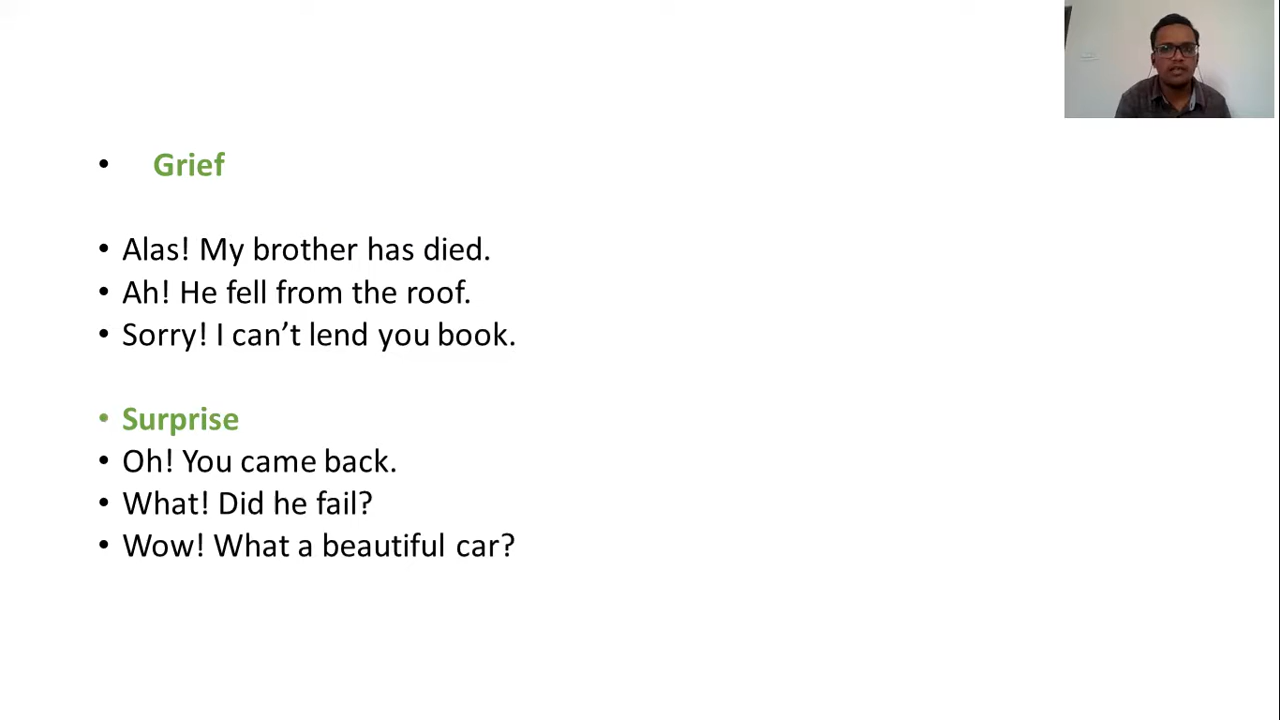 • Grief
• Alas! My brother has died.
• Ah! He fell from the roof.
• Sorry! I can’t lend you book.
• Surprise
• Oh! You came back.
• What! Did he fail?
• Wow! What a beautiful car?